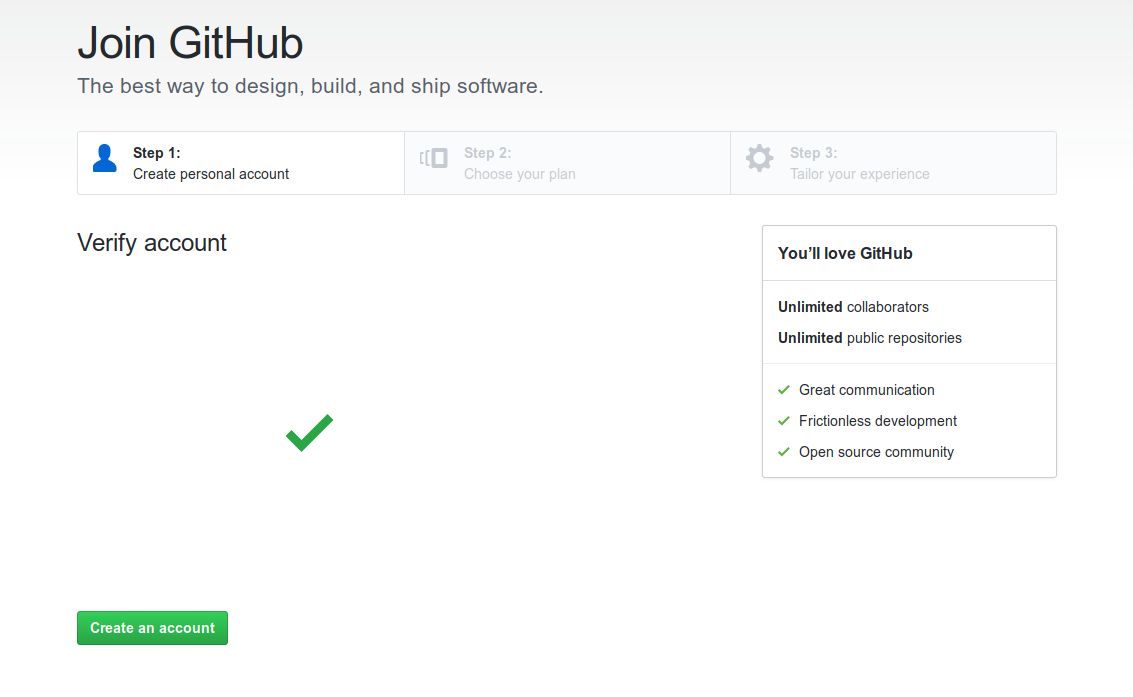 Join GitHub
The best way to design, build, and ship software.
Step 1:
Create personal account
Step 2:
Choose your plan
Step 3:
Tailor your experience
Verify account
You’ll love GitHub
Unlimited collaborators
Unlimited public repositories
Great communication
Frictionless development
Open source community
Create an account